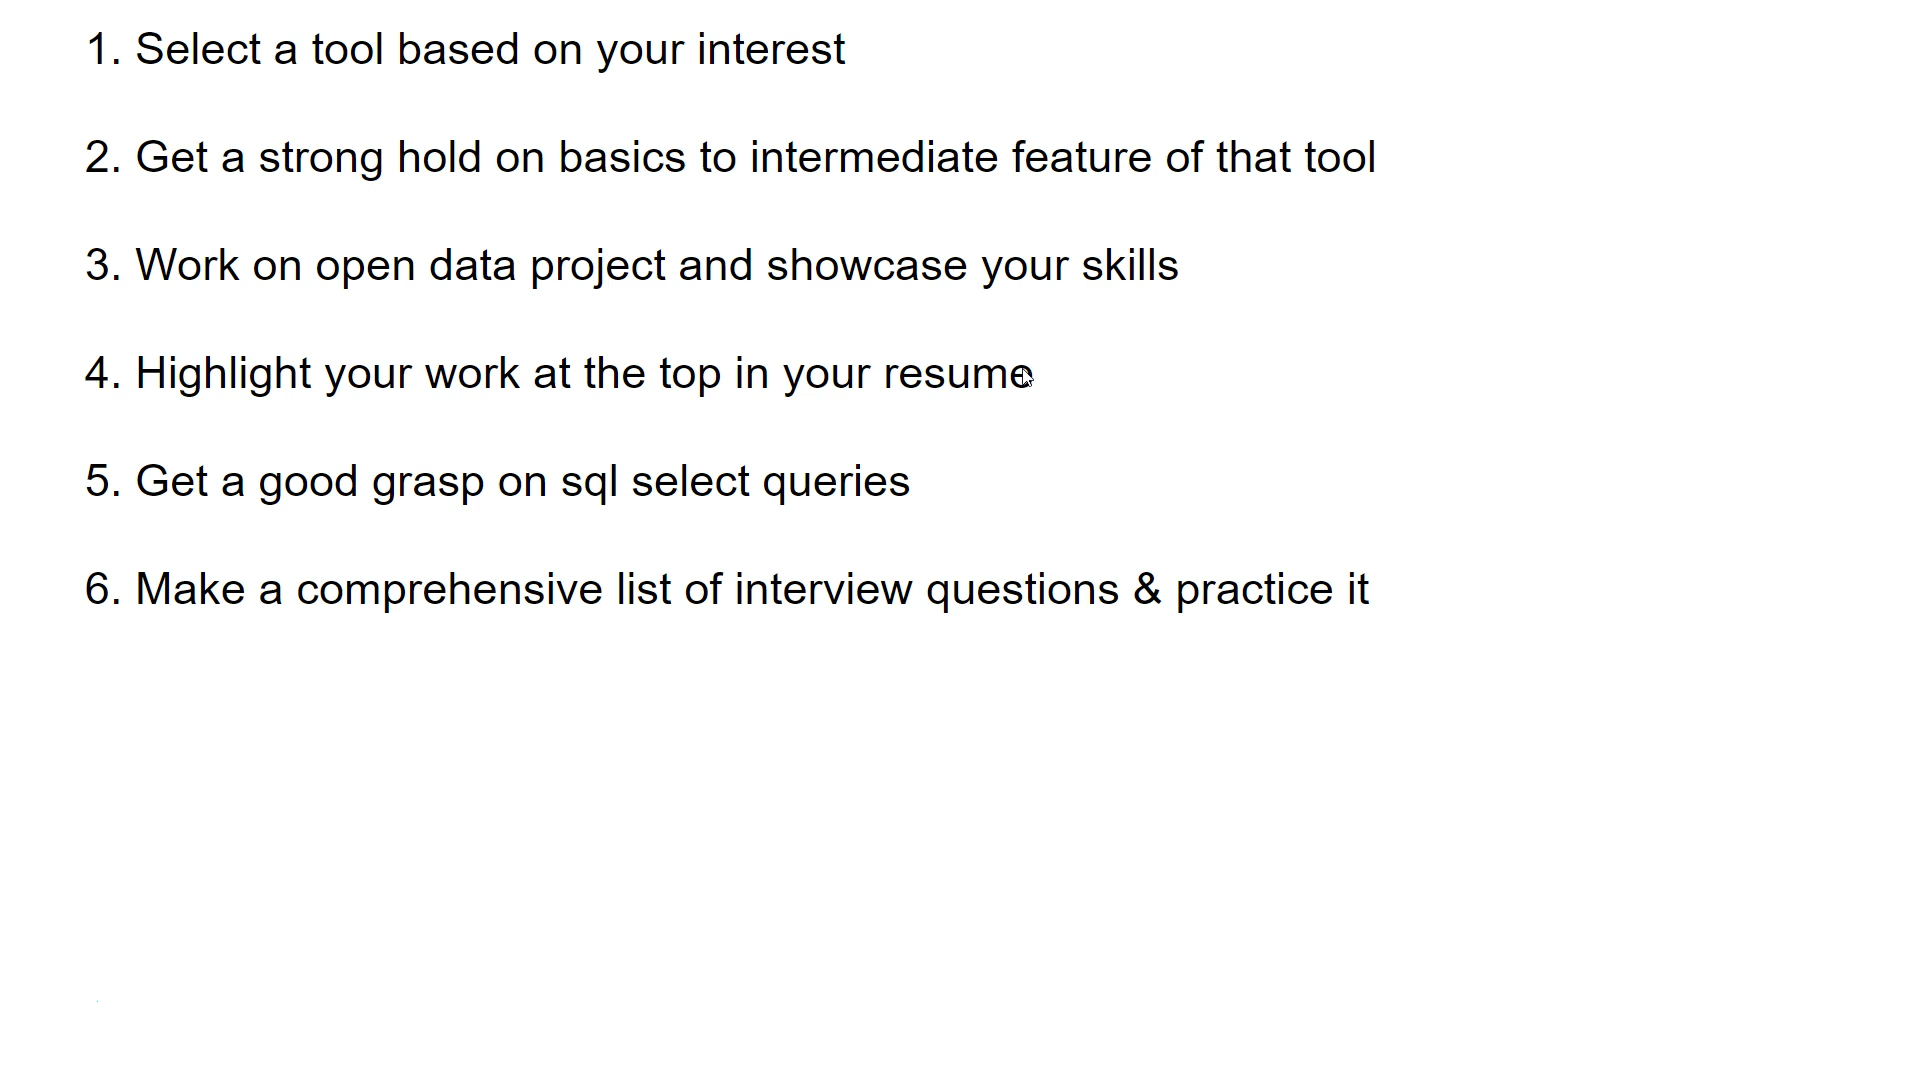 1. Select a tool based on your interest
2. Get a strong hold on basics to intermediate feature of that tool
3. Work on open data project and showcase your skills
4. Highlight your work at the top in your resume
5. Get a good grasp on sql select queries
6. Make a comprehensive list of interview questions & practice it